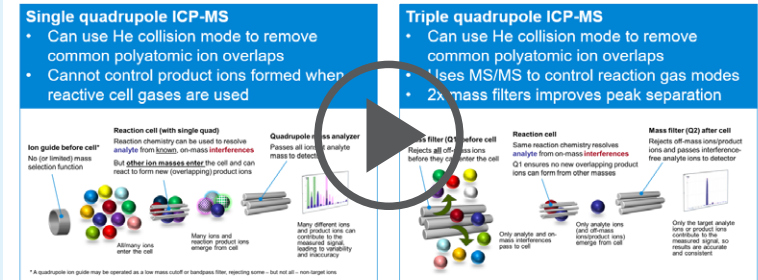 Single quadrupole ICP-MS
• Can use He collision mode to remove
common polyatomic ion overlaps
• Cannot control product ions formed when
reactive cell gases are used
Ion guide before cell*
No (or limited) mass
selection function
Reaction cell (with single quad)
Reaction chemistry can be used to resolve
analyte from known, on-mass interferences
But other ion masses enter the cell and can
react to form new (overlapping) product ions
Quadrupole mass analyzer
Passes all ions at analyte
mass to detector
All/many ions
enter the cell
Many ions and
reaction product ions
emerge from cell
Many different ions
and product ions can
contribute to the
measured signal,
leading to variability
and inaccuracy
* A quadrupole ion guide may be operated as a low mass cutoff or bandpass filter, rejecting some – but not all – non-target ions
Triple quadrupole ICP-MS
• Can use He collision mode to remove
common polyatomic ion overlaps
• Uses MS/MS to control reaction gas modes
• 2x mass filters improves peak separation
filter (Q1) before cell
Rejects all off-mass ions
before they can enter the cell
Reaction cell
Same reaction chemistry resolves
analyte from on-mass interferences
Q1 ensures no new overlapping product
ions can form from other masses
Mass filter (Q2) after cell
Rejects off-mass ions/product
ions and passes interference-
free analyte ions to detector
Only analyte and on-
mass interferences
pass to cell
Only analyte ions
(and off-mass
ions/product ions)
emerge from cell
Only the target analyte
ions or product ions
contribute to the
measured signal, so
results are accurate
and consistent